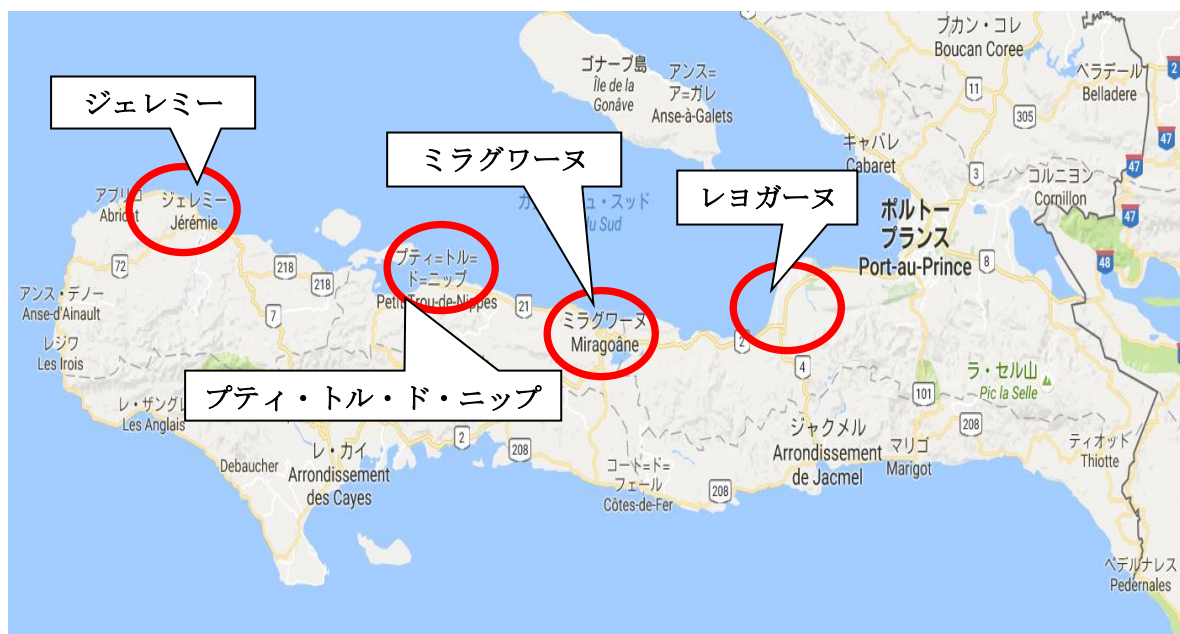 ブカン・コレ
Boucan Coree
ベラデール
Belladere
2
ゴナーブ島
Île de la
Gonâve
アンス=
ア=ガレ
Anse-à-Galets
11
305
47
ジェレミー
ミラグワーヌ
レヨガーヌ
キャバレ
Cabaret
3
47
コルニヨン
Cornillon
47
アブリコ
Abricot
ジェレミー
Jérémie
du Sud
ポルトー
プランス
Port-au-Prince
8
48
72
218
218
プティ=トル=
ド=ニップ
Petit-Trou-de-Nippes
21
アンス・デノー
Anse-d'Ainault
7
ミラグワーヌ
Miragoâne
2
4
レジワ
Les Irois
プティ・トル・ド・ニップ
ラ・セル山
Pic la Selle
101
レ・ザングレ
Les Anglais
2
208
ジャクメル
Arrondissement
de Jacmel
マリゴ
Marigot
208
ティオット
Thiotte
レ・カイ
Arrondissement
des Cayes
Debaucher
コート=ド=
フェール
Côtes-de-Fer
208
ペデルナレス
Pedernales